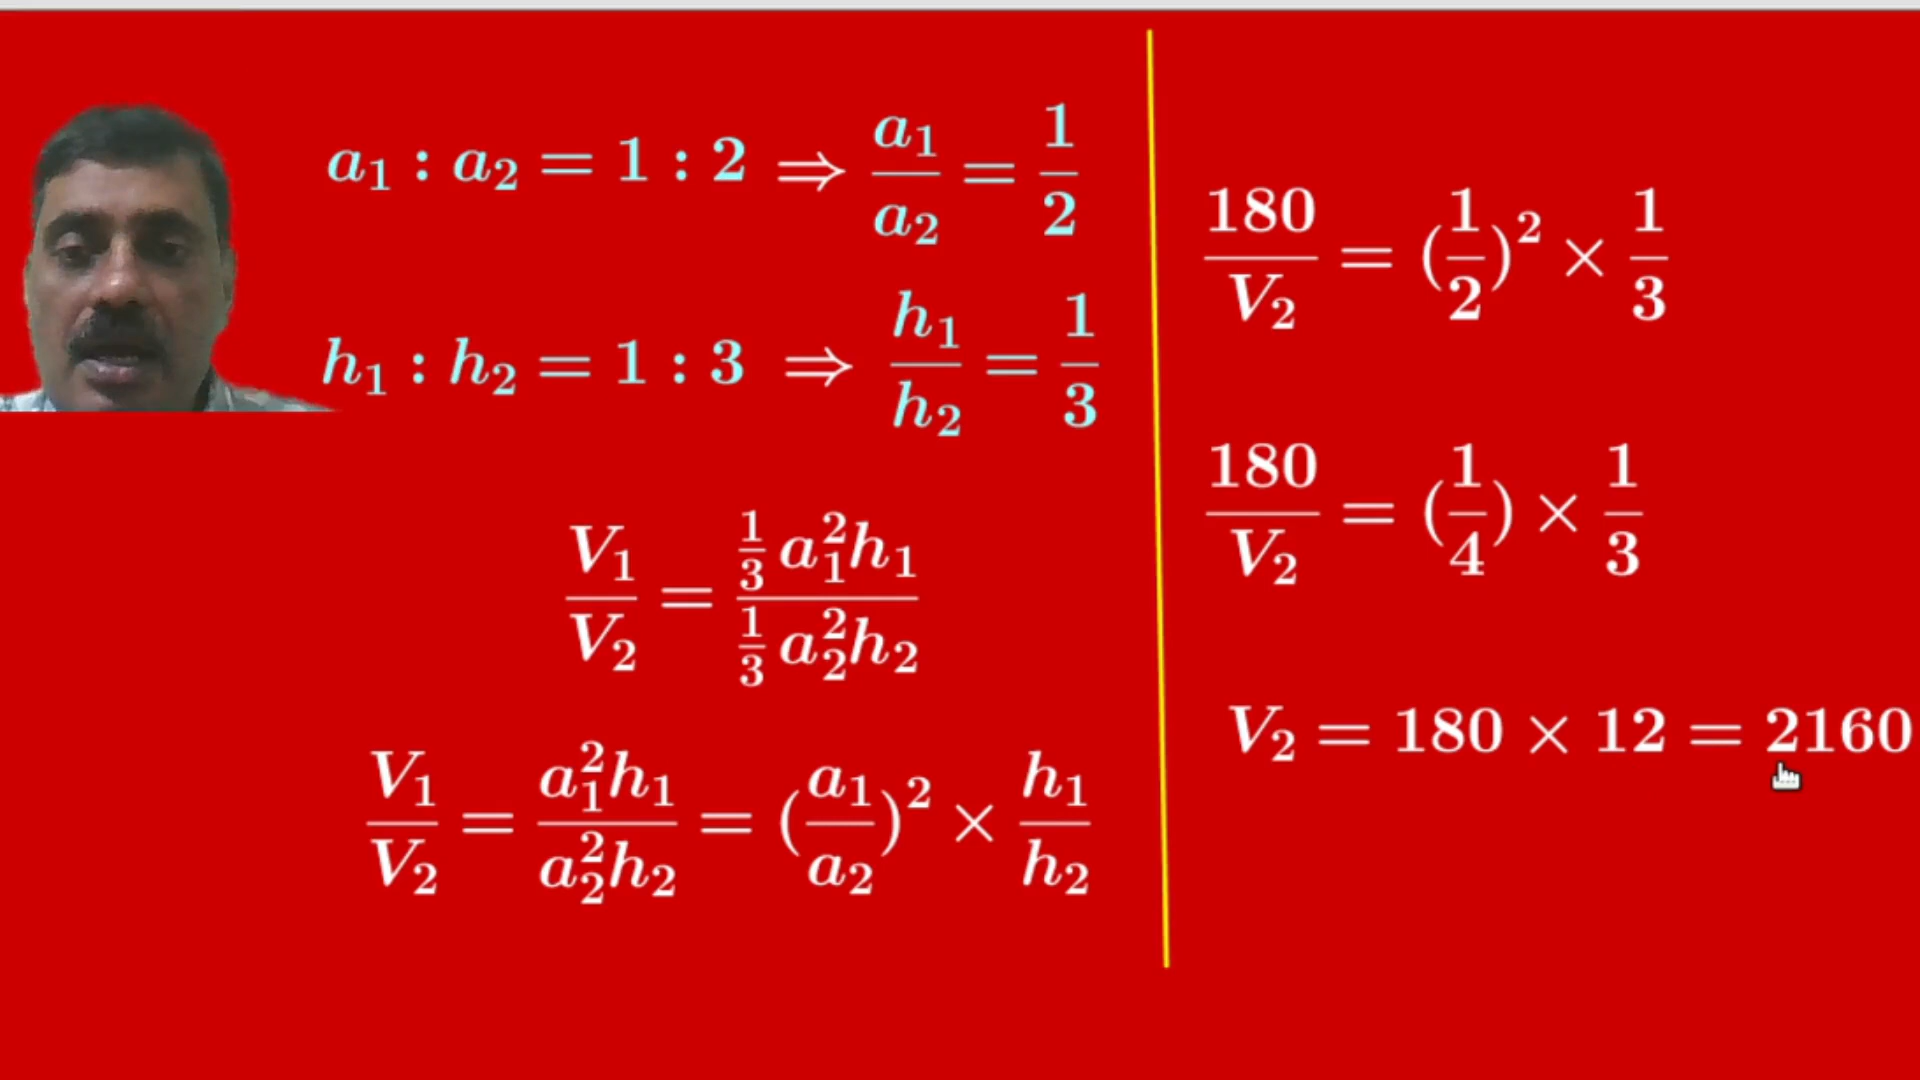 a₁ : a₂ = 1 : 2 ⇒ a₁/a₂ = 1/2
h₁ : h₂ = 1 : 3 ⇒ h₁/h₂ = 1/3
V₁/V₂ = (1/3 a₁²h₁)/(1/3 a₂²h₂)
V₁/V₂ = a₁²h₁/a₂²h₂ = (a₁/a₂)² × h₁/h₂
180/V₂ = (1/2)² × 1/3
180/V₂ = (1/4) × 1/3
V₂ = 180 × 12 = 2160